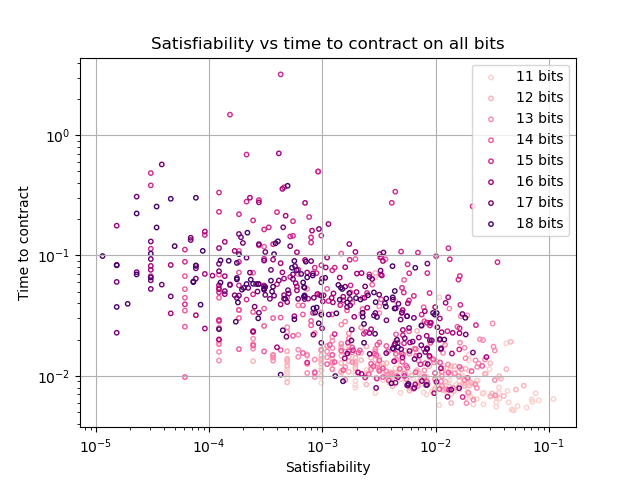 Satisfiability vs time to contract on all bits
Time to contract
10⁰
10⁻¹
10⁻²
11 bits
12 bits
13 bits
14 bits
15 bits
16 bits
17 bits
18 bits
10⁻⁵ 10⁻⁴ 10⁻³ 10⁻² 10⁻¹
Satisfiability